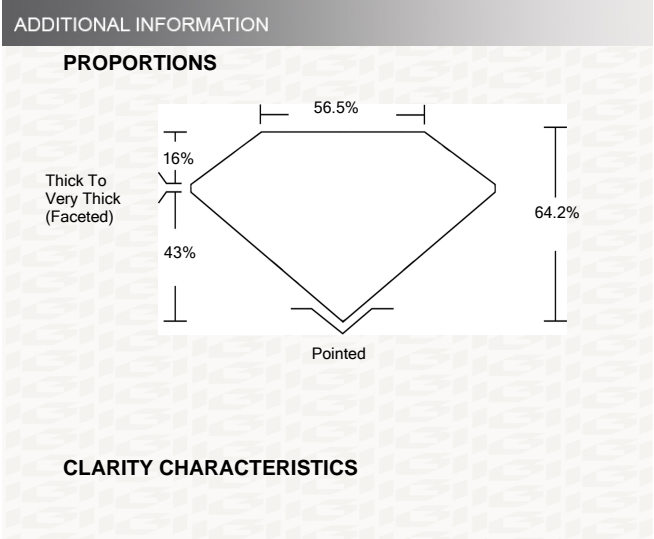 ADDITIONAL INFORMATION
PROPORTIONS
56.5%
16%
Thick To
Very Thick
(Faceted)
64.2%
43%
Pointed
CLARITY CHARACTERISTICS